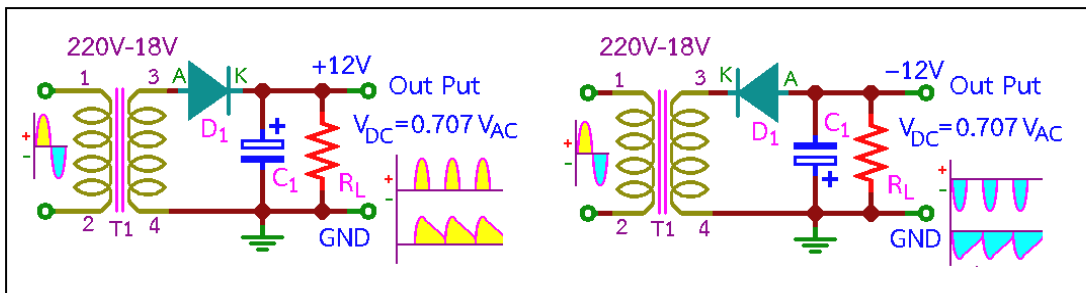 220V-18V
1
3
A
K
+12V
Out Put
D1
+
VDC=0.707 VAC
+
-
C1
RL
+
-
2
T1
4
GND
220V-18V
1
3
K
A
-12V
Out Put
D1
C1
VDC=0.707 VAC
+
-
+
RL
+
-
2
T1
4
GND